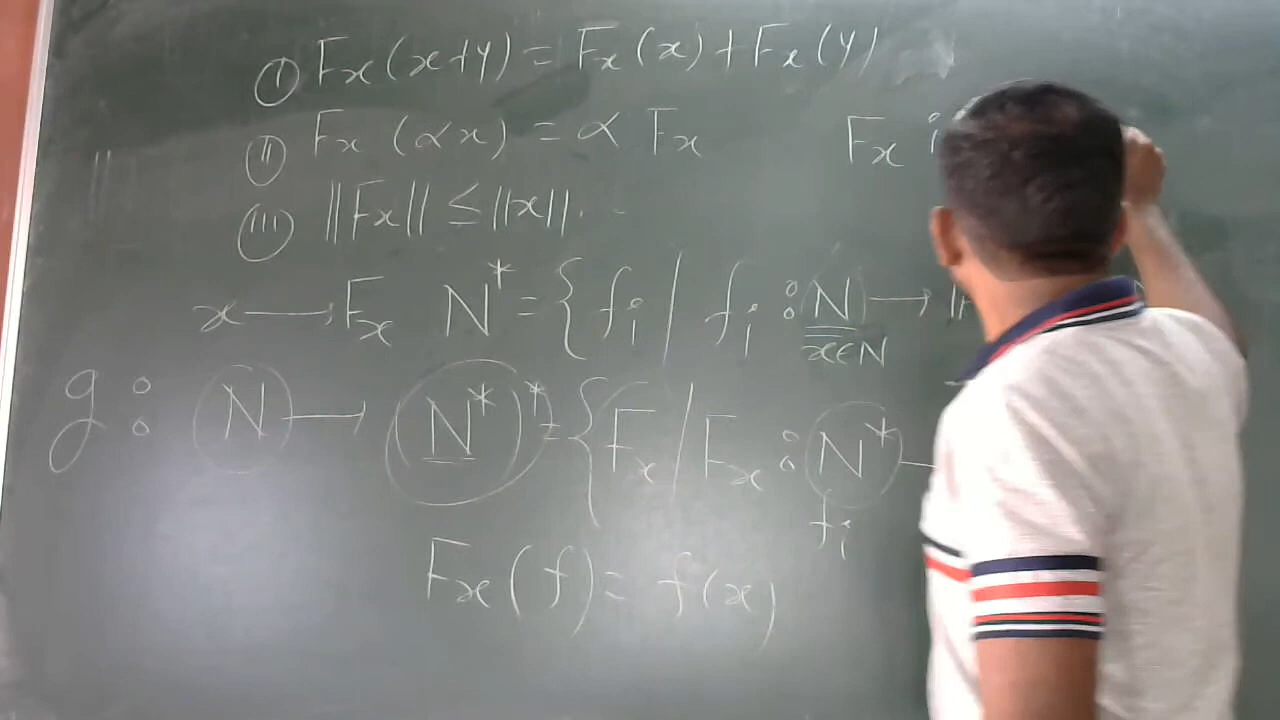 (I) Fx (x+y) = Fx (x) + Fx (y)
(II) Fx (αx) = α Fx    Fx
(III) ||Fx|| ≤ ||x||.
x → Fx  N* = { fi / fi : N →
x∈N
g : N → (N*)* = { Fx / Fx : N* —
fi
Fx (f) = f(x)